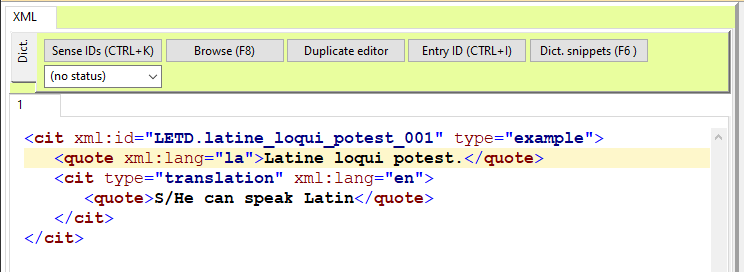 XML
Dict.
Sense IDs (CTRL+K) Browse (F8) Duplicate editor Entry ID (CTRL+I) Dict. snippets (F6 )
(no status)
1
<cit xml:id="LETD.latine_loqui_potest_001" type="example">
<quote xml:lang="la">Latine loqui potest.</quote>
<cit type="translation" xml:lang="en">
<quote>S/He can speak Latin</quote>
</cit>
</cit>